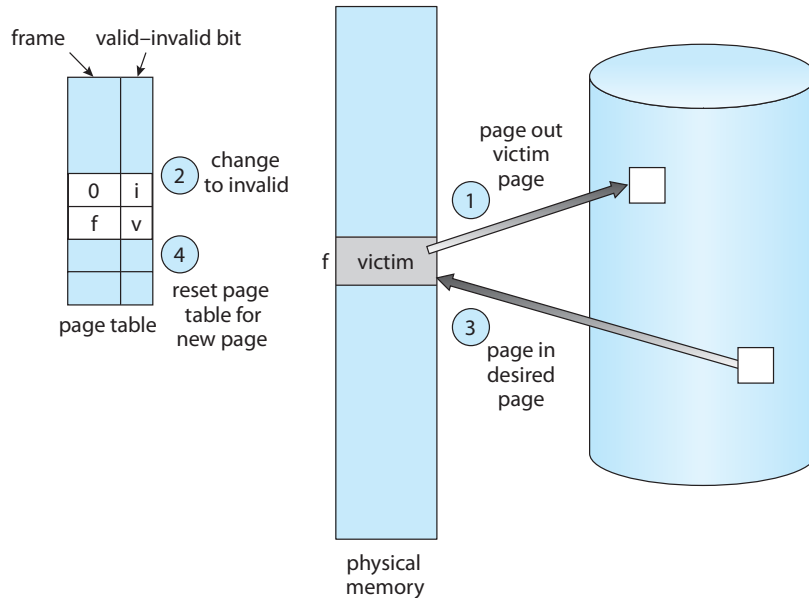 frame
valid–invalid bit
0 i
f v
2
change
to invalid
4
reset page
table for
new page
page table
f
victim
physical
memory
1
page out
victim
page
3
page in
desired
page